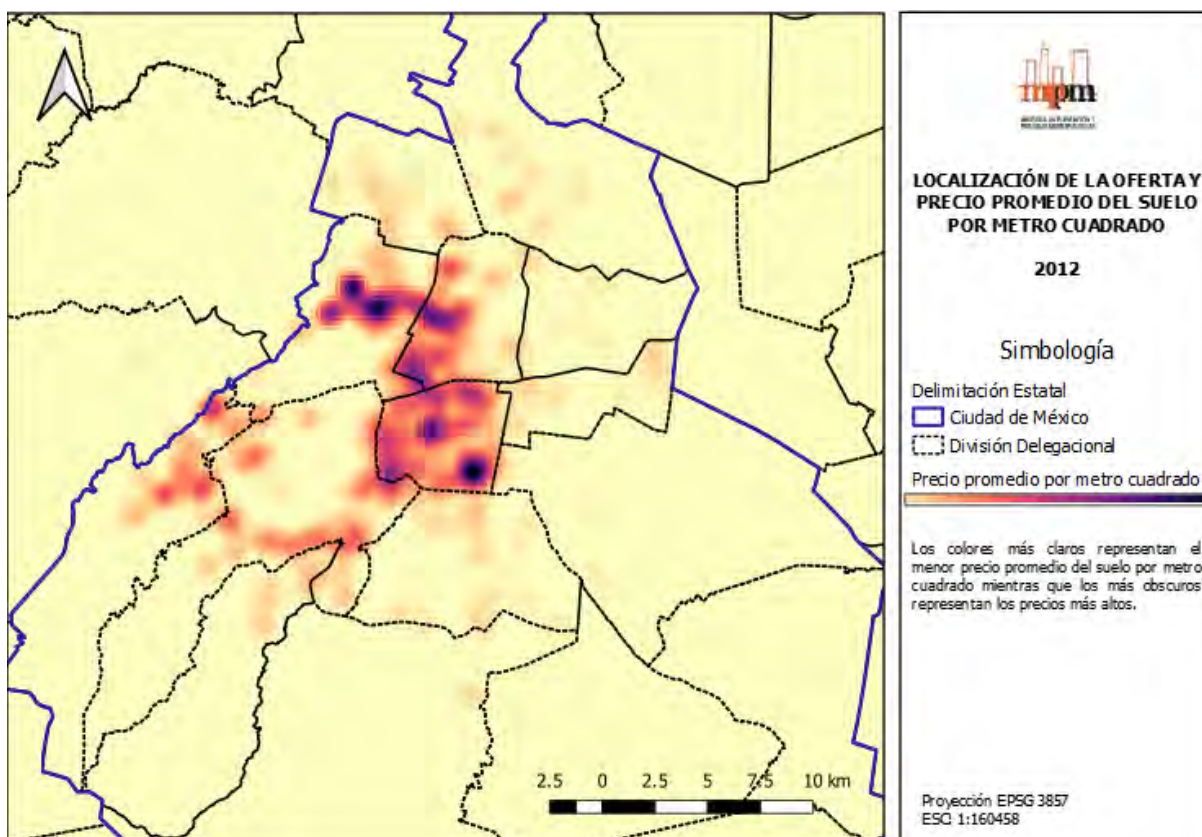 mpm
LOCALIZACIÓN DE LA OFERTA Y
PRECIO PROMEDIO DEL SUELO
POR METRO CUADRADO
2012
Simbología
Delimitación Estatal
Ciudad de México
División Delegacional
Precio promedio por metro cuadrado
Los colores más claros representan el
menor precio promedio del suelo por metro
cuadrado mientras que los más obscuros
representan los precios más altos.
2.5 0 2.5 5 7.5 10 km
Proyección EPSG 3857
ESC 1:160458